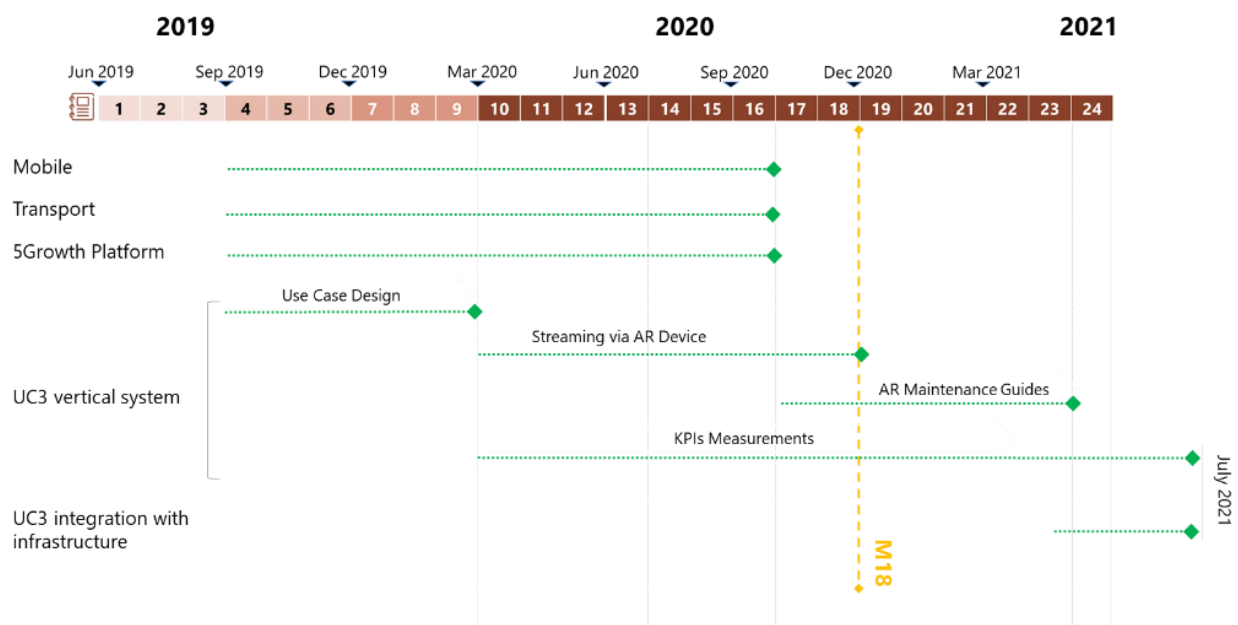 2019 2020 2021
Jun 2019 Sep 2019 Dec 2019 Mar 2020 Jun 2020 Sep 2020 Dec 2020 Mar 2021
1 2 3 4 5 6 7 8 9 10 11 12 13 14 15 16 17 18 19 20 21 22 23 24
Mobile
Transport
5Growth Platform
Use Case Design
Streaming via AR Device
UC3 vertical system
AR Maintenance Guides
KPIs Measurements
July 2021
UC3 integration with
infrastructure
M18